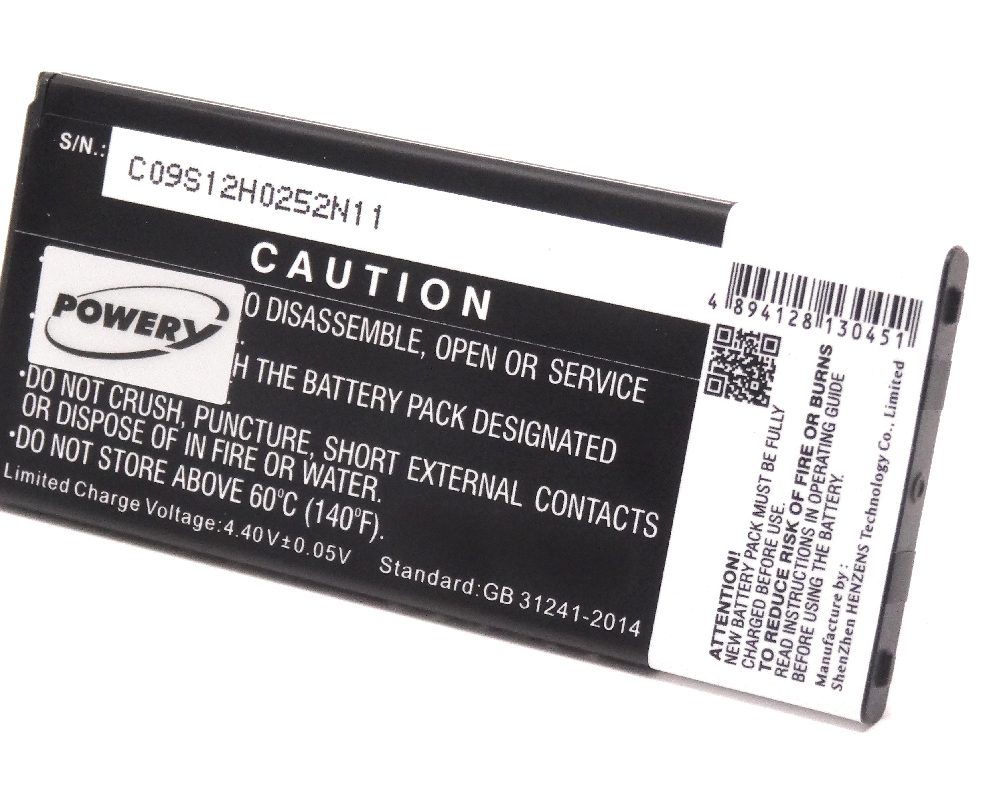 S/N.:
C09S12H0252N11
CAUTION
POWERY
O DISASSEMBLE, OPEN OR SERVICE
H THE BATTERY PACK DESIGNATED
•DO NOT CRUSH, PUNCTURE, SHORT EXTERNAL CONTACTS
OR DISPOSE OF IN FIRE OR WATER.
•DO NOT STORE ABOVE 60°C (140°F).
Limited Charge Voltage:4.40V±0.05V
Standard:GB 31241-2014
4 894128 130451
ATTENTION!
NEW BATTERY PACK MUST BE FULLY
CHARGED BEFORE USE.
TO REDUCE RISK OF FIRE OR BURNS
READ INSTRUCTIONS IN OPERATING GUIDE
BEFORE USING THE BATTERY.
Manufacture by:
ShenZhen HENZENS Technology Co., Limited